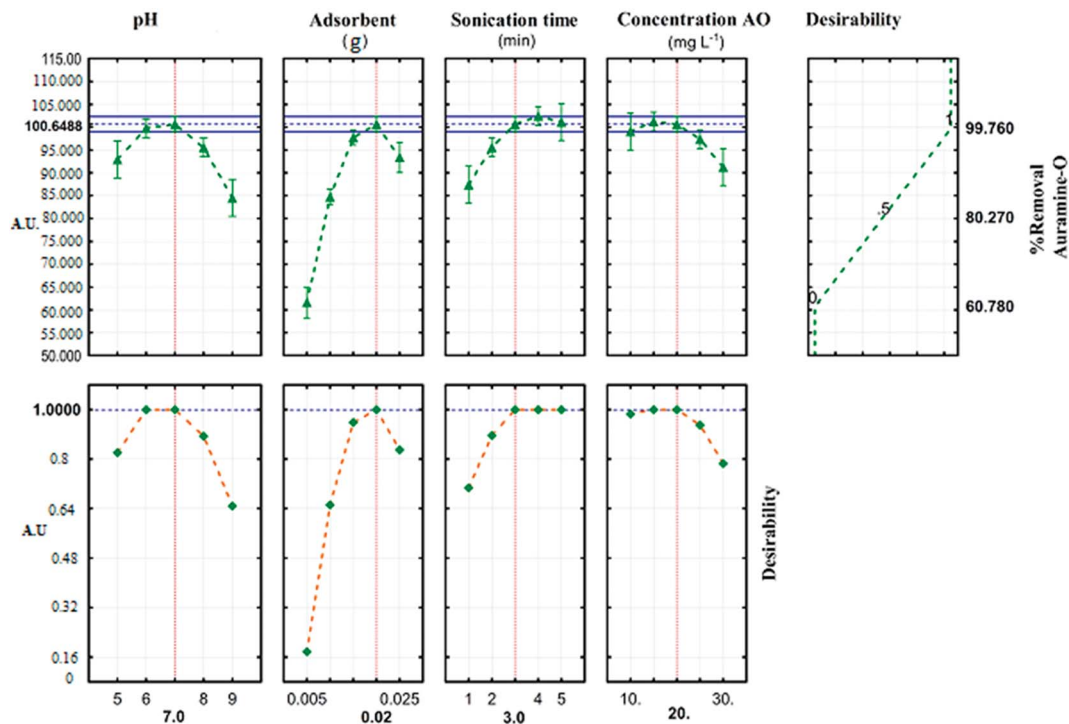 pH Adsorbent Sonication time Concentration AO Desirability
(g) (min) (mg L⁻¹)
115.00
105.000
100.6488
95.000
90.000
85.000
80.000
75.000
70.000
65.000
60.000
55.000
50.000
A.U.
1
.5
0
99.760
80.270
60.780
%Removal
Auramine-O
1.0000
0.8
0.64
0.48
0.32
0.16
0
A.U
Desirability
5 6 8 9 0.005 0.025 1 2 4 5 10. 30.
7.0 0.02 3.0 20.